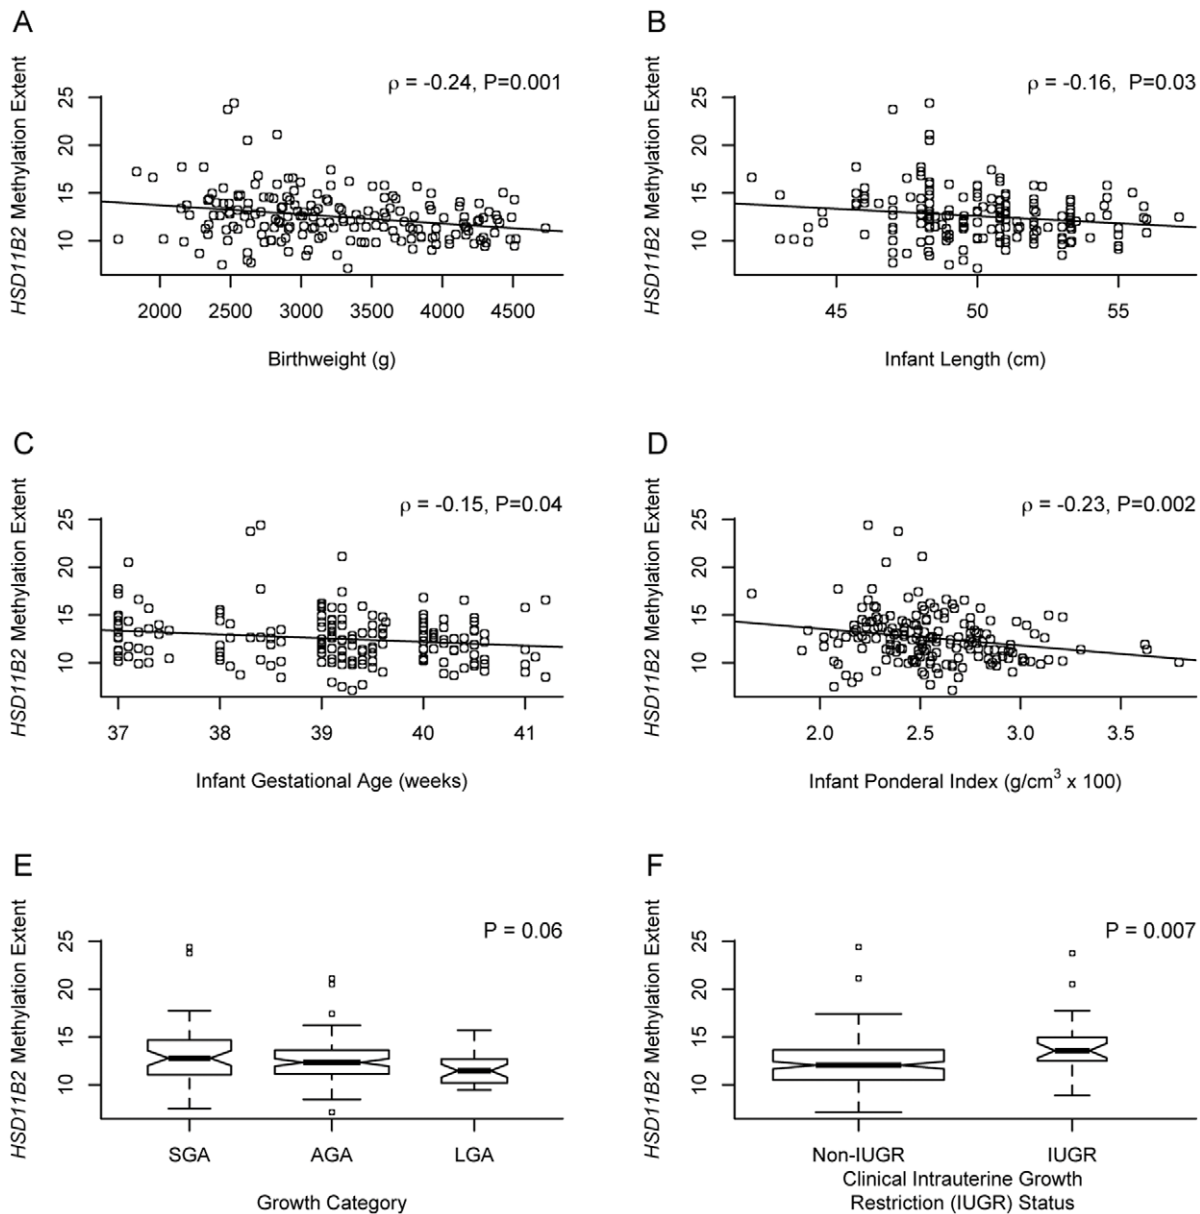 A
HSD11B2 Methylation Extent
ρ = -0.24, P=0.001
25
20
15
10
2000 2500 3000 3500 4000 4500
Birthweight (g)
B
HSD11B2 Methylation Extent
ρ = -0.16, P=0.03
25
20
15
10
45 50 55
Infant Length (cm)
C
HSD11B2 Methylation Extent
ρ = -0.15, P=0.04
25
20
15
10
37 38 39 40 41
Infant Gestational Age (weeks)
D
HSD11B2 Methylation Extent
ρ = -0.23, P=0.002
25
20
15
10
2.0 2.5 3.0 3.5
Infant Ponderal Index (g/cm³ x 100)
E
HSD11B2 Methylation Extent
P = 0.06
25
20
15
10
SGA AGA LGA
Growth Category
F
HSD11B2 Methylation Extent
P = 0.007
25
20
15
10
Non-IUGR IUGR
Clinical Intrauterine Growth
Restriction (IUGR) Status